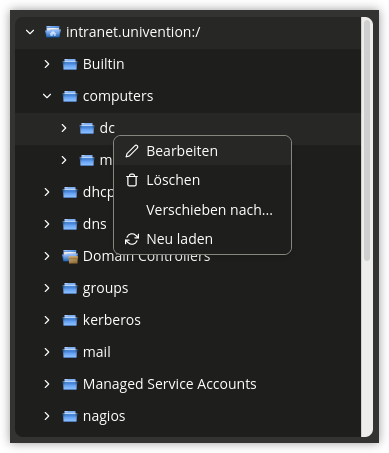 intranet.univention:/
Builtin
computers
dc
Bearbeiten
m
Löschen
dhcp
Verschieben nach...
dns
Neu laden
Domain Controllers
groups
kerberos
mail
Managed Service Accounts
nagios